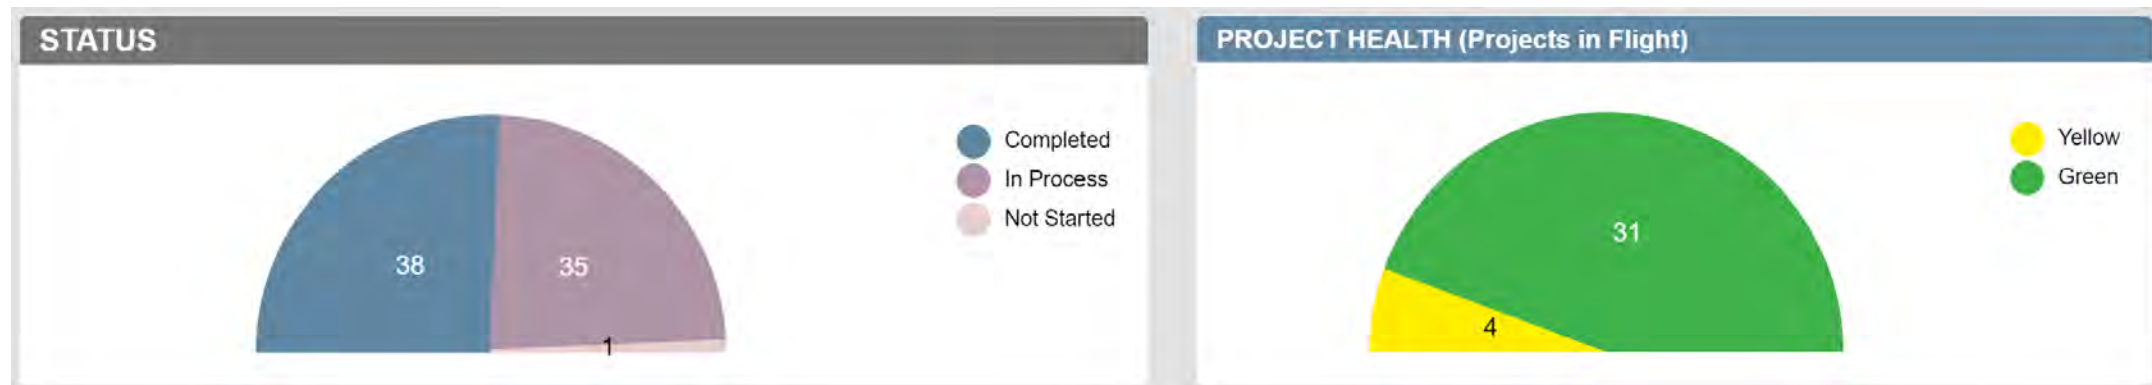 STATUS
Completed
In Process
Not Started
38
35
1
PROJECT HEALTH (Projects in Flight)
Yellow
Green
31
4